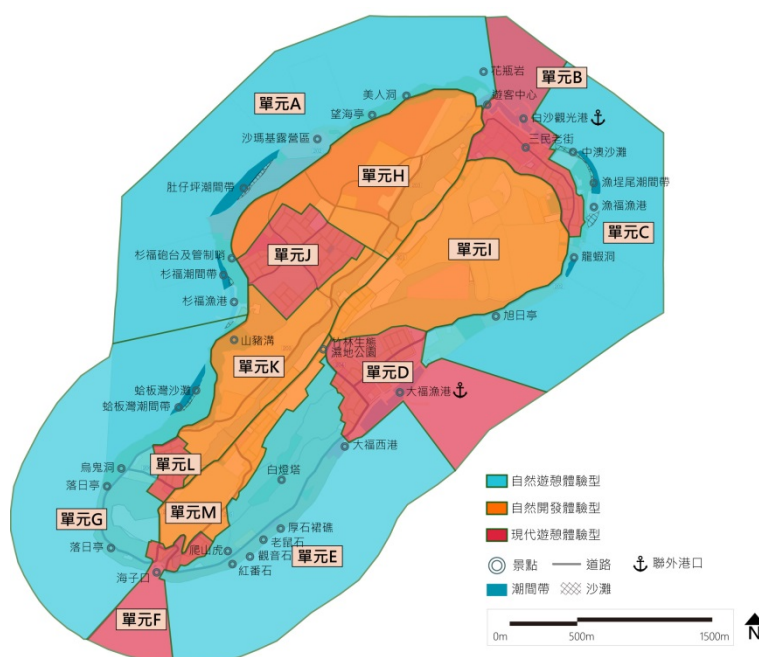 花瓶岩
單元B
美人洞
遊客中心
單元A
望海亭
白沙觀光港
沙瑪基露營區
三民老街
中澳沙灘
單元H
肚仔坪潮間帶
漁埕尾潮間帶
漁福漁港
單元J
單元I
單元C
杉福砲台及管制哨
龍蝦洞
杉福潮間帶
杉福漁港
旭日亭
山豬溝
竹林生態
濕地公園
單元K
單元D
蛤板灣沙灘
大福漁港
蛤板灣潮間帶
大福西港
單元L
烏鬼洞
白燈塔
落日亭
單元G
單元M
厚石裙礁
老鼠石
落日亭
爬山虎
觀音石
單元E
紅番石
海子口
單元F
自然遊憩體驗型
自然開發體驗型
現代遊憩體驗型
景點
道路
聯外港口
潮間帶
沙灘
0m
500m
1500m
N